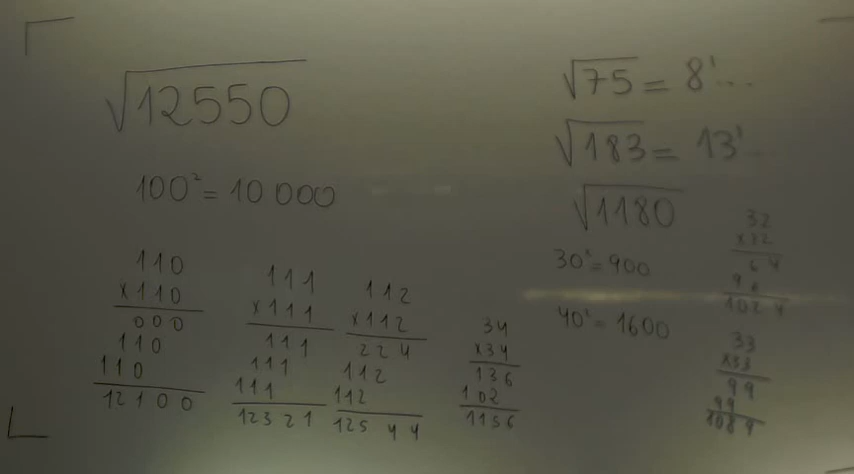 √12550
100² = 10 000
110
x110
000
110
110
12100
111
x111
111
111
111
12321
112
x112
224
112
112
12544
34
x34
136
102
1156
√75 = 8'...
√183 = 13'..
√1180
30² = 900
40² = 1600
32
x32
64
96
1024
33
x33
99
99
1089